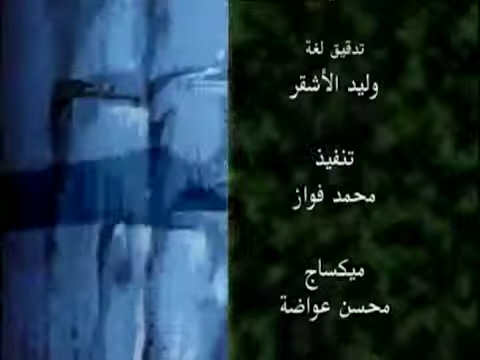 تدقيق لغة
وليد الأشقر
تنفيذ
محمد فواز
ميكساج
محسن عواضة